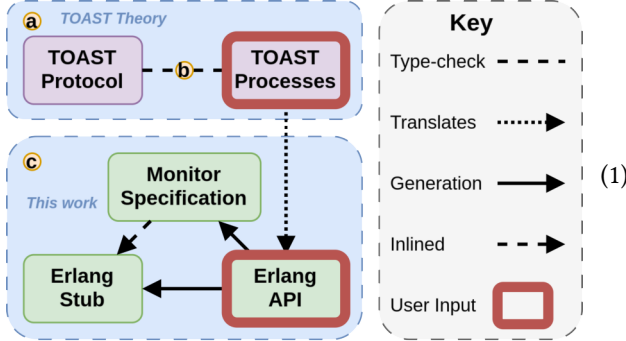 a
TOAST Theory
TOAST
Protocol
b
TOAST
Processes
c
Monitor
Specification
This work
Erlang
Stub
Erlang
API
Key
Type-check
Translates
Generation
Inlined
User Input
(1)